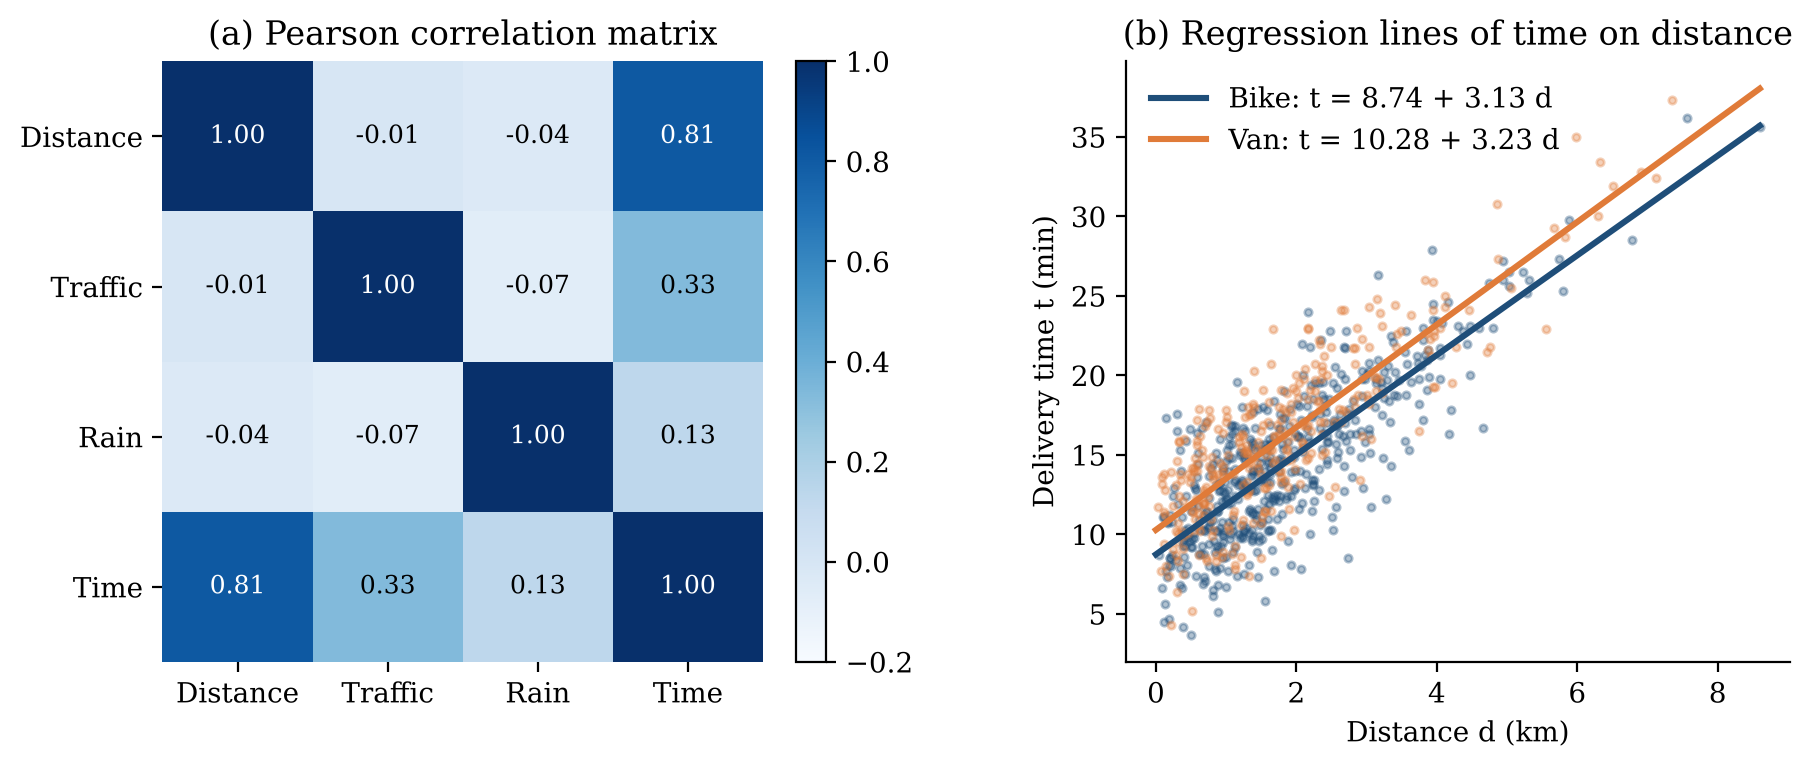 (a) Pearson correlation matrix
Distance 1.00 -0.01 -0.04 0.81
Traffic -0.01 1.00 -0.07 0.33
Rain -0.04 -0.07 1.00 0.13
Time 0.81 0.33 0.13 1.00
Distance Traffic Rain Time
1.0
0.8
0.6
0.4
0.2
0.0
−0.2
(b) Regression lines of time on distance
Bike: t = 8.74 + 3.13 d
Van: t = 10.28 + 3.23 d
Delivery time t (min)
35
30
25
20
15
10
5
0 2 4 6 8
Distance d (km)